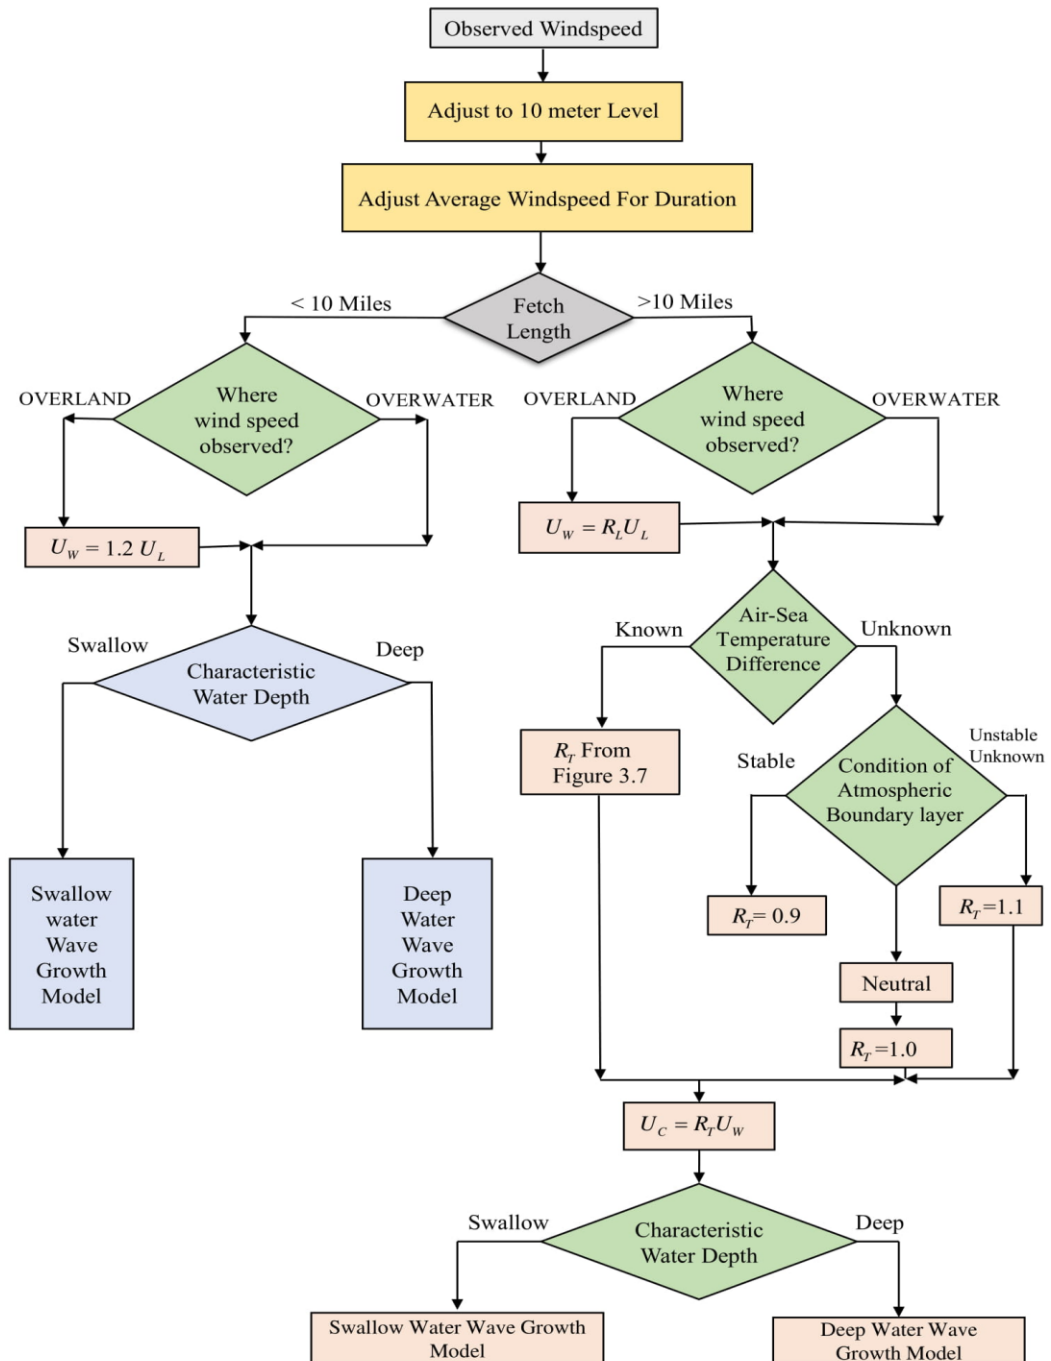 Observed Windspeed
Adjust to 10 meter Level
Adjust Average Windspeed For Duration
< 10 Miles
Fetch
Length
>10 Miles
OVERLAND
Where
wind speed
observed?
OVERWATER
OVERLAND
Where
wind speed
observed?
OVERWATER
U_W = 1.2 U_L
U_W = R_L U_L
Swallow
Characteristic
Water Depth
Deep
Known
Air-Sea
Temperature
Difference
Unknown
R_T From
Figure 3.7
Stable
Condition of
Atmospheric
Boundary layer
Unstable
Unknown
Swallow
water
Wave
Growth
Model
Deep
Water
Wave
Growth
Model
R_T= 0.9
R_T=1.1
Neutral
R_T=1.0
U_C = R_T U_W
Swallow
Characteristic
Water Depth
Deep
Swallow Water Wave Growth
Model
Deep Water Wave
Growth Model